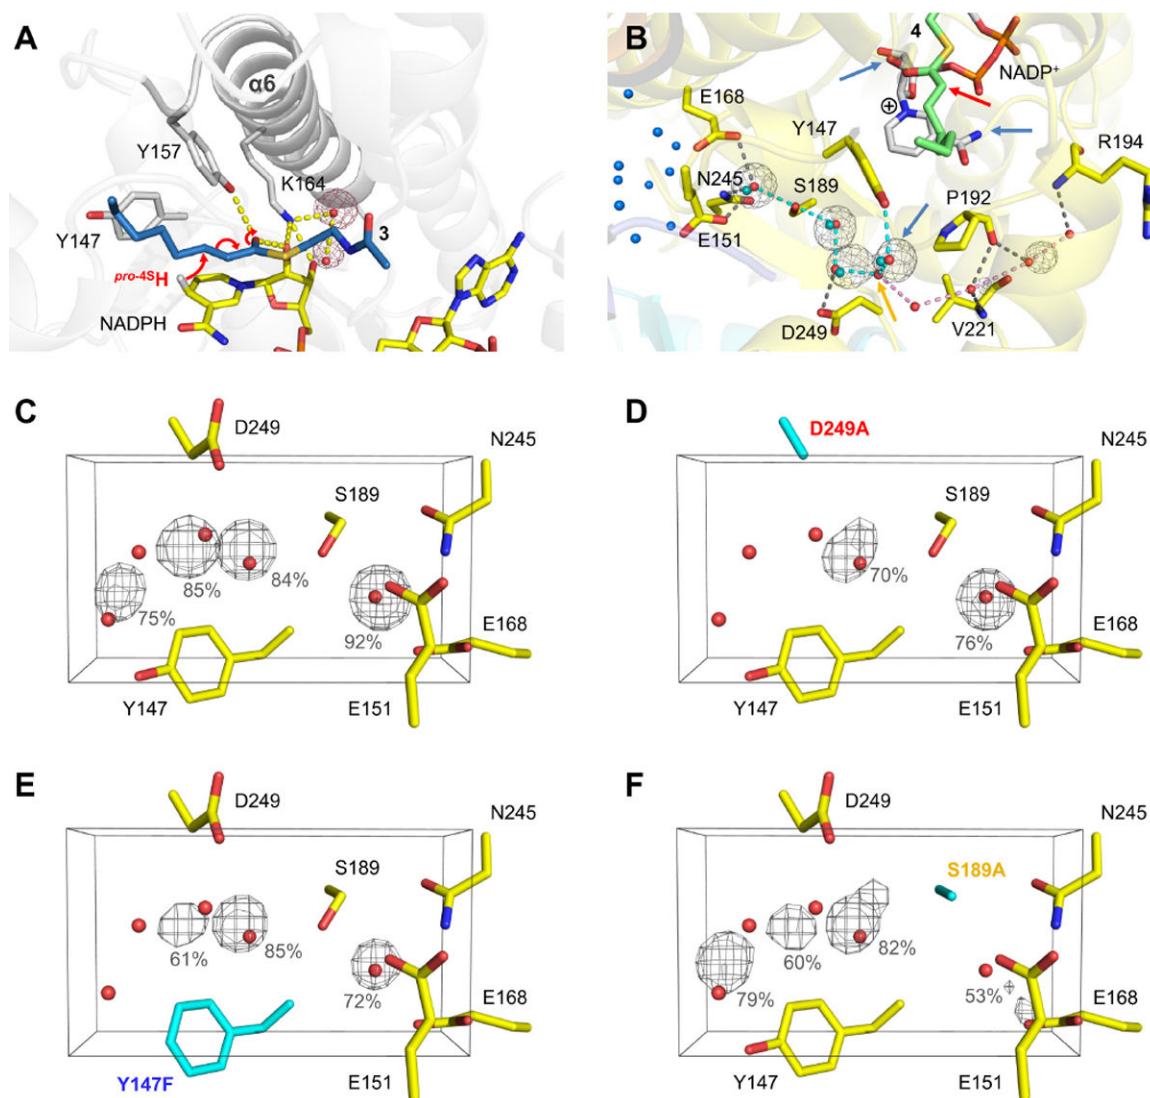 A
α6
Y157
K164
3
Y147
pro-4SH
NADPH
B
4
NADP+
E168
Y147
R194
N245
S189
P192
E151
D249
V221
C
D249
N245
S189
85%
84%
75%
92%
E168
Y147
E151
D
D249A
N245
S189
70%
76%
E168
Y147
E151
E
D249
N245
S189
61%
85%
72%
E168
Y147F
E151
F
D249
N245
S189A
60%
82%
79%
53%
E168
Y147
E151